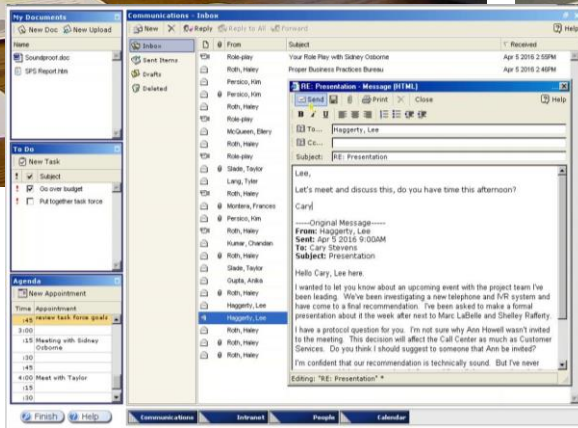 My Documents
New Doc
New Upload
Name
Soundproof.doc
SPS Report.htm
To Do
New Task
! Subject
! Go over budget
! Put together task force
Agenda
New Appointment
Time Appointment
:45 review task force goals
3:00
:15 Meeting with Sidney
Osborne
:30
:45
4:00 Meet with Taylor
:15
:30
Finish
Help
Communications - Inbox
New
Reply
Reply to All
Forward
Help
Inbox
Sent Items
Drafts
Deleted
From Subject Received
Role-play Your Role Play with Sidney Osborne Apr 5 2016 2:55PM
Roth, Haley Proper Business Practices Bureau Apr 5 2016 2:46PM
Persico, Kim
Persico, Kim
Roth, Haley
Role-play
McQueen, Ellery
Roth, Haley
Role-play
Slade, Taylor
Lang, Tyler
Roth, Haley
Montera, Frances
Persico, Kim
Roth, Haley
Kumar, Chandan
Roth, Haley
Slade, Taylor
Gupta, Anika
Roth, Haley
Haggerty, Lee
Haggerty, Lee
Roth, Haley
Roth, Haley
Roth, Haley
RE: Presentation - Message (HTML)
Send
Print
Close
Help
B I U
To... Haggerty, Lee
Cc...
Subject: RE: Presentation
Lee,
Let's meet and discuss this, do you have time this afternoon?
Cary
-----Original Message-----
From: Haggerty, Lee
Sent: Apr 5 2016 9:00AM
To: Cary Stevens
Subject: Presentation
Hello Cary, Lee here.
I wanted to let you know about an upcoming event with the project team I've
been leading. We've been investigating a new telephone and IVR system and
have come to a final recommendation. I've been asked to make a formal
presentation about it the week after next to Marc LaBelle and Shelley Rafferty.
I have a protocol question for you. I'm not sure why Ann Howell wasn't invited
to the meeting. This decision will affect the Call Center as much as Customer
Services. Do you think I should suggest to someone that Ann be invited?
I'm confident that our recommendation is technically sound. But I've never
Editing: "RE: Presentation" *
Communications
Intranet
People
Calendar